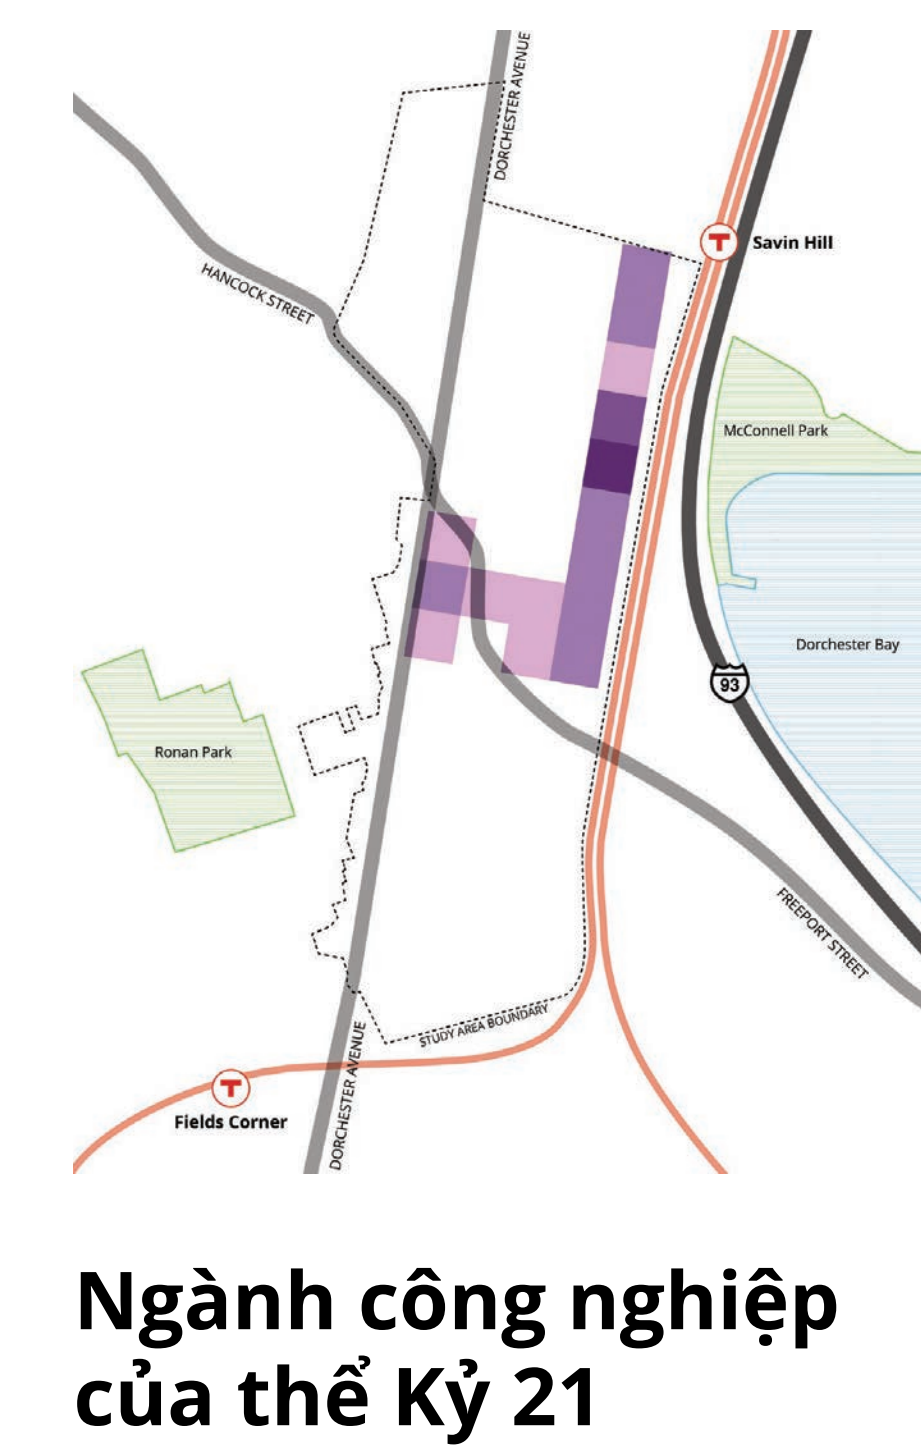 DORCHESTER AVENUE
Savin Hill
HANCOCK STREET
McConnell Park
Dorchester Bay
93
Ronan Park
FREEPORT STREET
STUDY AREA BOUNDARY
DORCHESTER AVENUE
T
T
Fields Corner
Ngành công nghiệp
của thể Kỷ 21